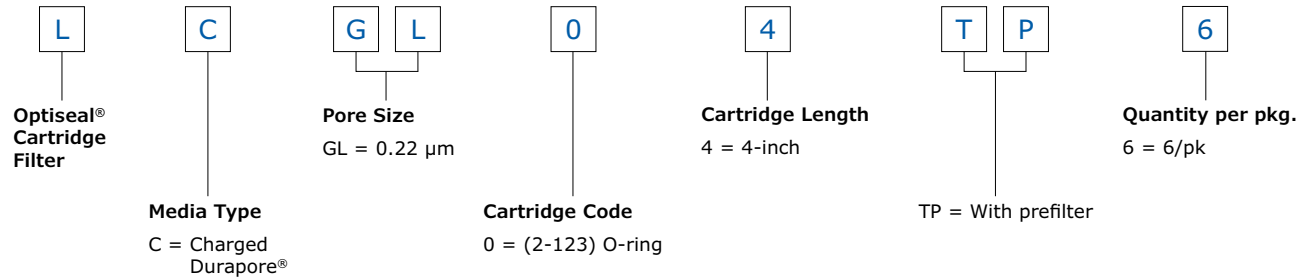 L C G L 0 4 T P 6
Optiseal®
Cartridge
Filter
Pore Size
GL = 0.22 μm
Cartridge Length
4 = 4-inch
Quantity per pkg.
6 = 6/pk
Media Type
C = Charged
Durapore®
Cartridge Code
0 = (2-123) O-ring
TP = With prefilter